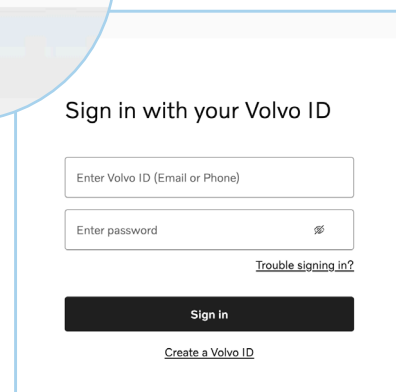 Sign in with your Volvo ID
Enter Volvo ID (Email or Phone)
Enter password
Trouble signing in?
Sign in
Create a Volvo ID